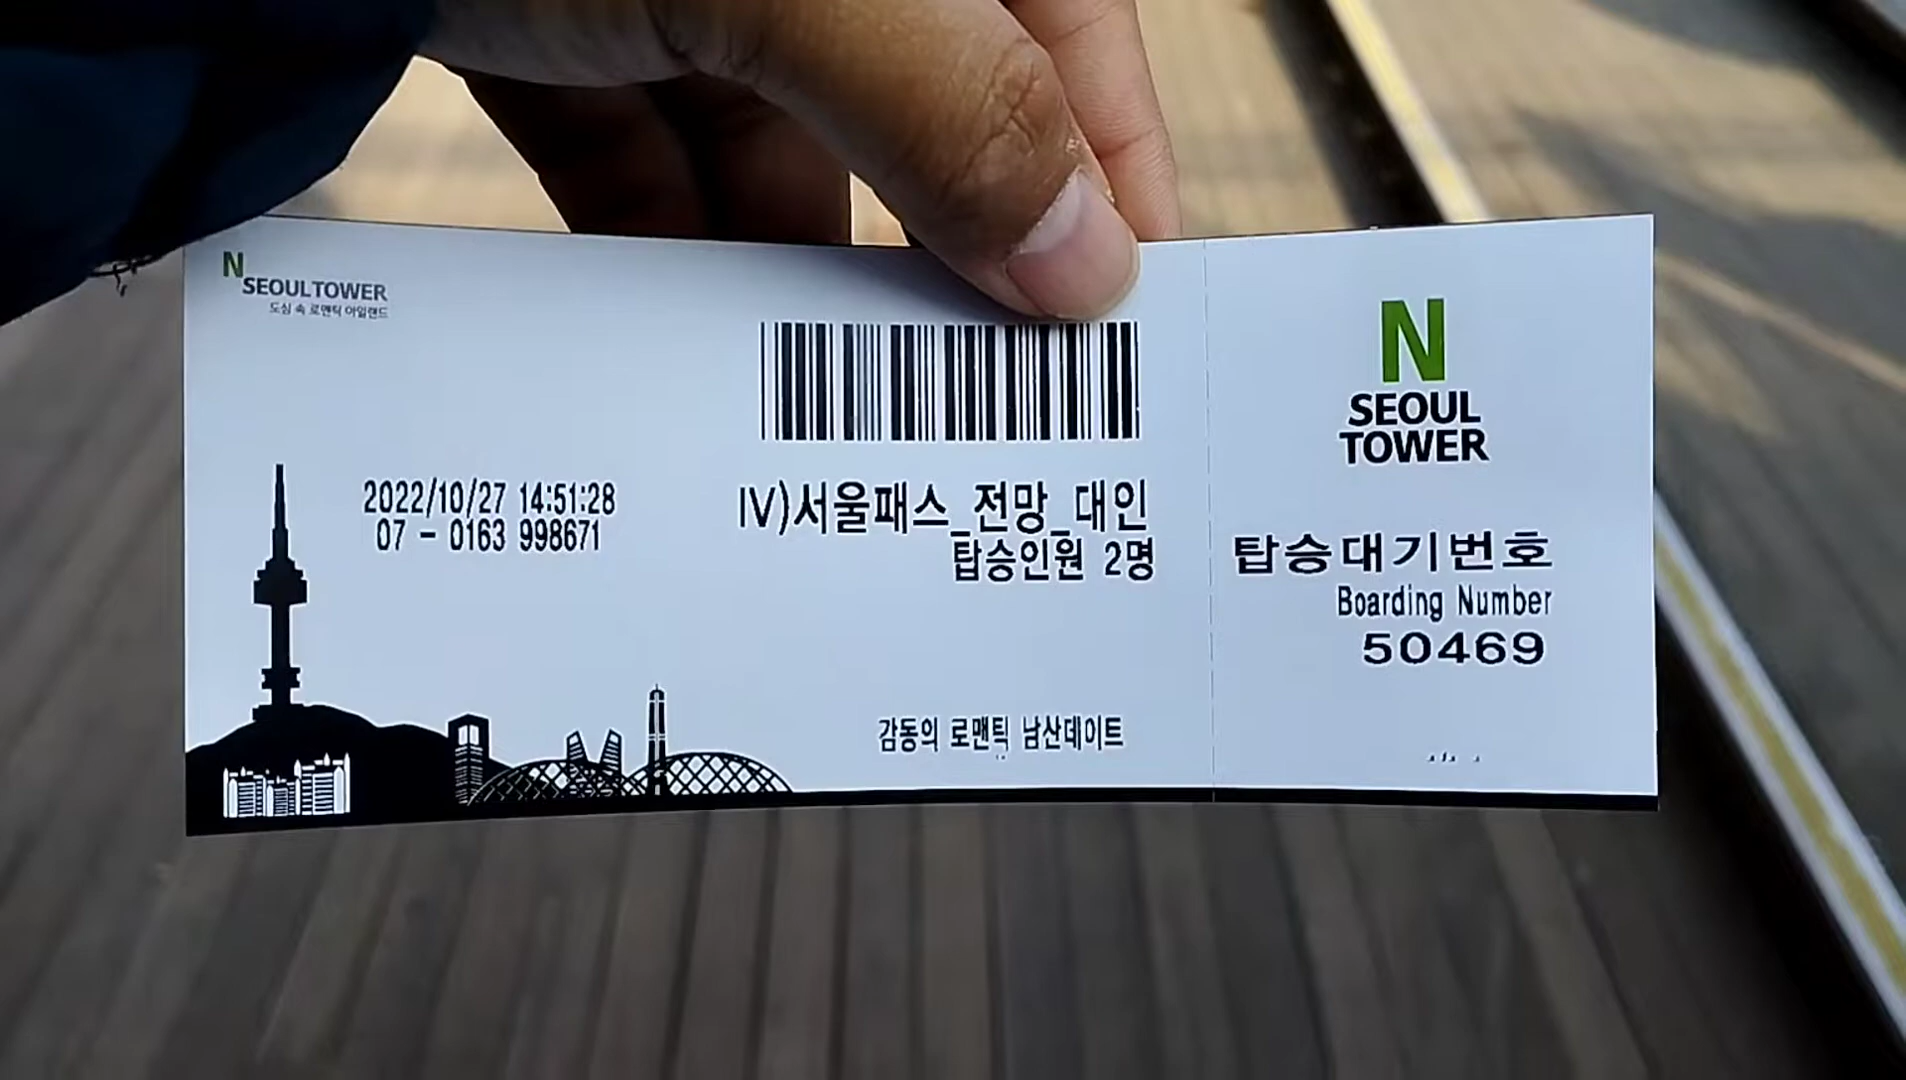 N
SEOULTOWER
도심 속 로맨틱 아일랜드
2022/10/27 14:51:28
07 - 0163 998671
IV)서울패스_전망_대인
탑승인원 2명
감동의 로맨틱 남산데이트
N
SEOUL
TOWER
탑승대기번호
Boarding Number
50469